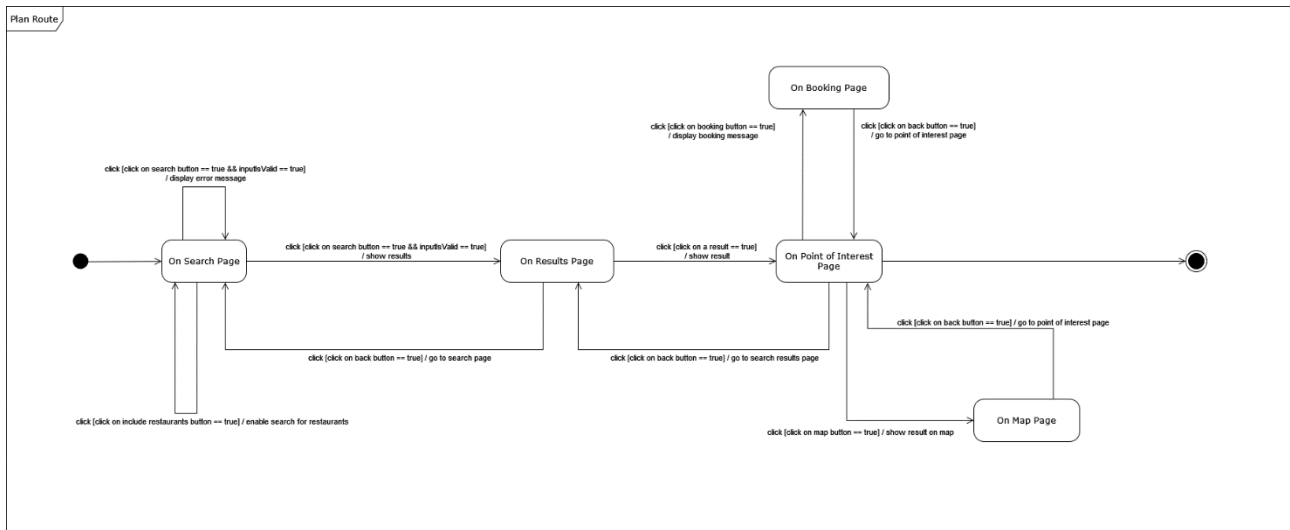 Plan Route
On Booking Page
click [click on booking button == true]
/ display booking message
click [click on back button == true]
/ go to point of interest page
click [click on search button == true && inputIsValid == true]
/ display error message
On Search Page
click [click on search button == true && inputIsValid == true]
/ show results
On Results Page
click [click on a result == true]
/ show result
On Point of Interest
Page
click [click on back button == true] / go to point of interest page
click [click on back button == true] / go to search page
click [click on back button == true] / go to search results page
click [click on include restaurants button == true] / enable search for restaurants
click [click on map button == true] / show result on map
On Map Page